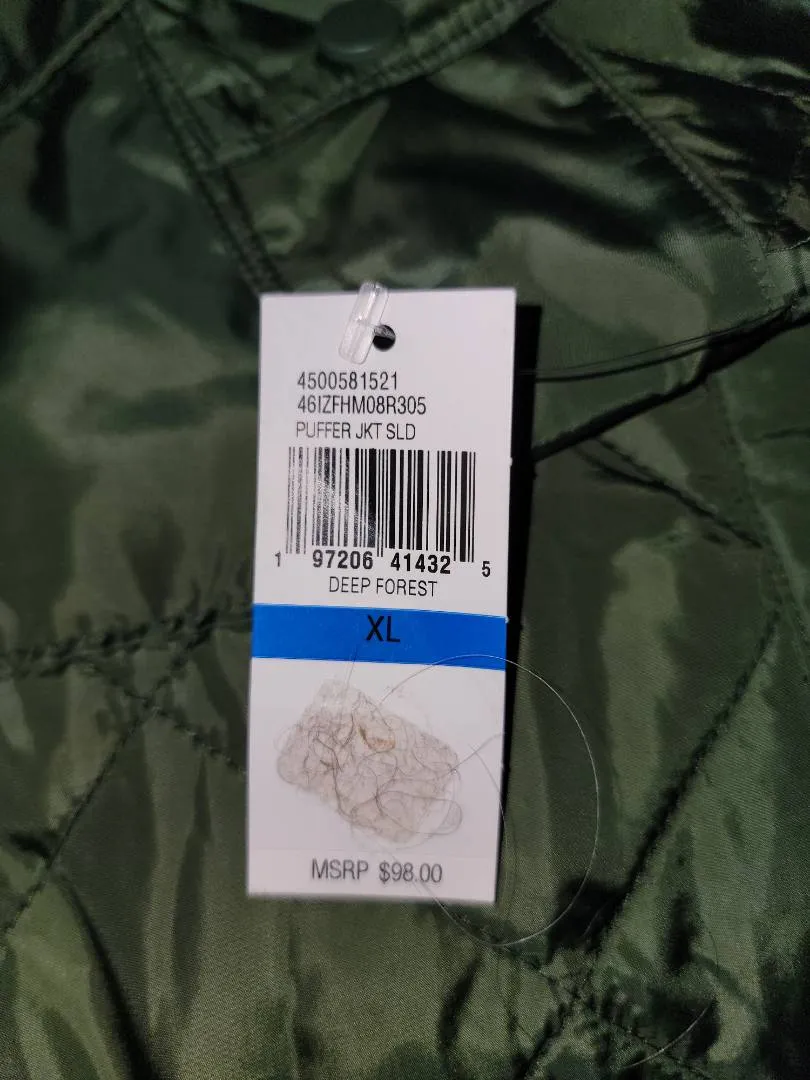 4500581521
46IZFHM08R305
PUFFER JKT SLD
1 97206 41432 5
DEEP FOREST
XL
MSRP $98.00